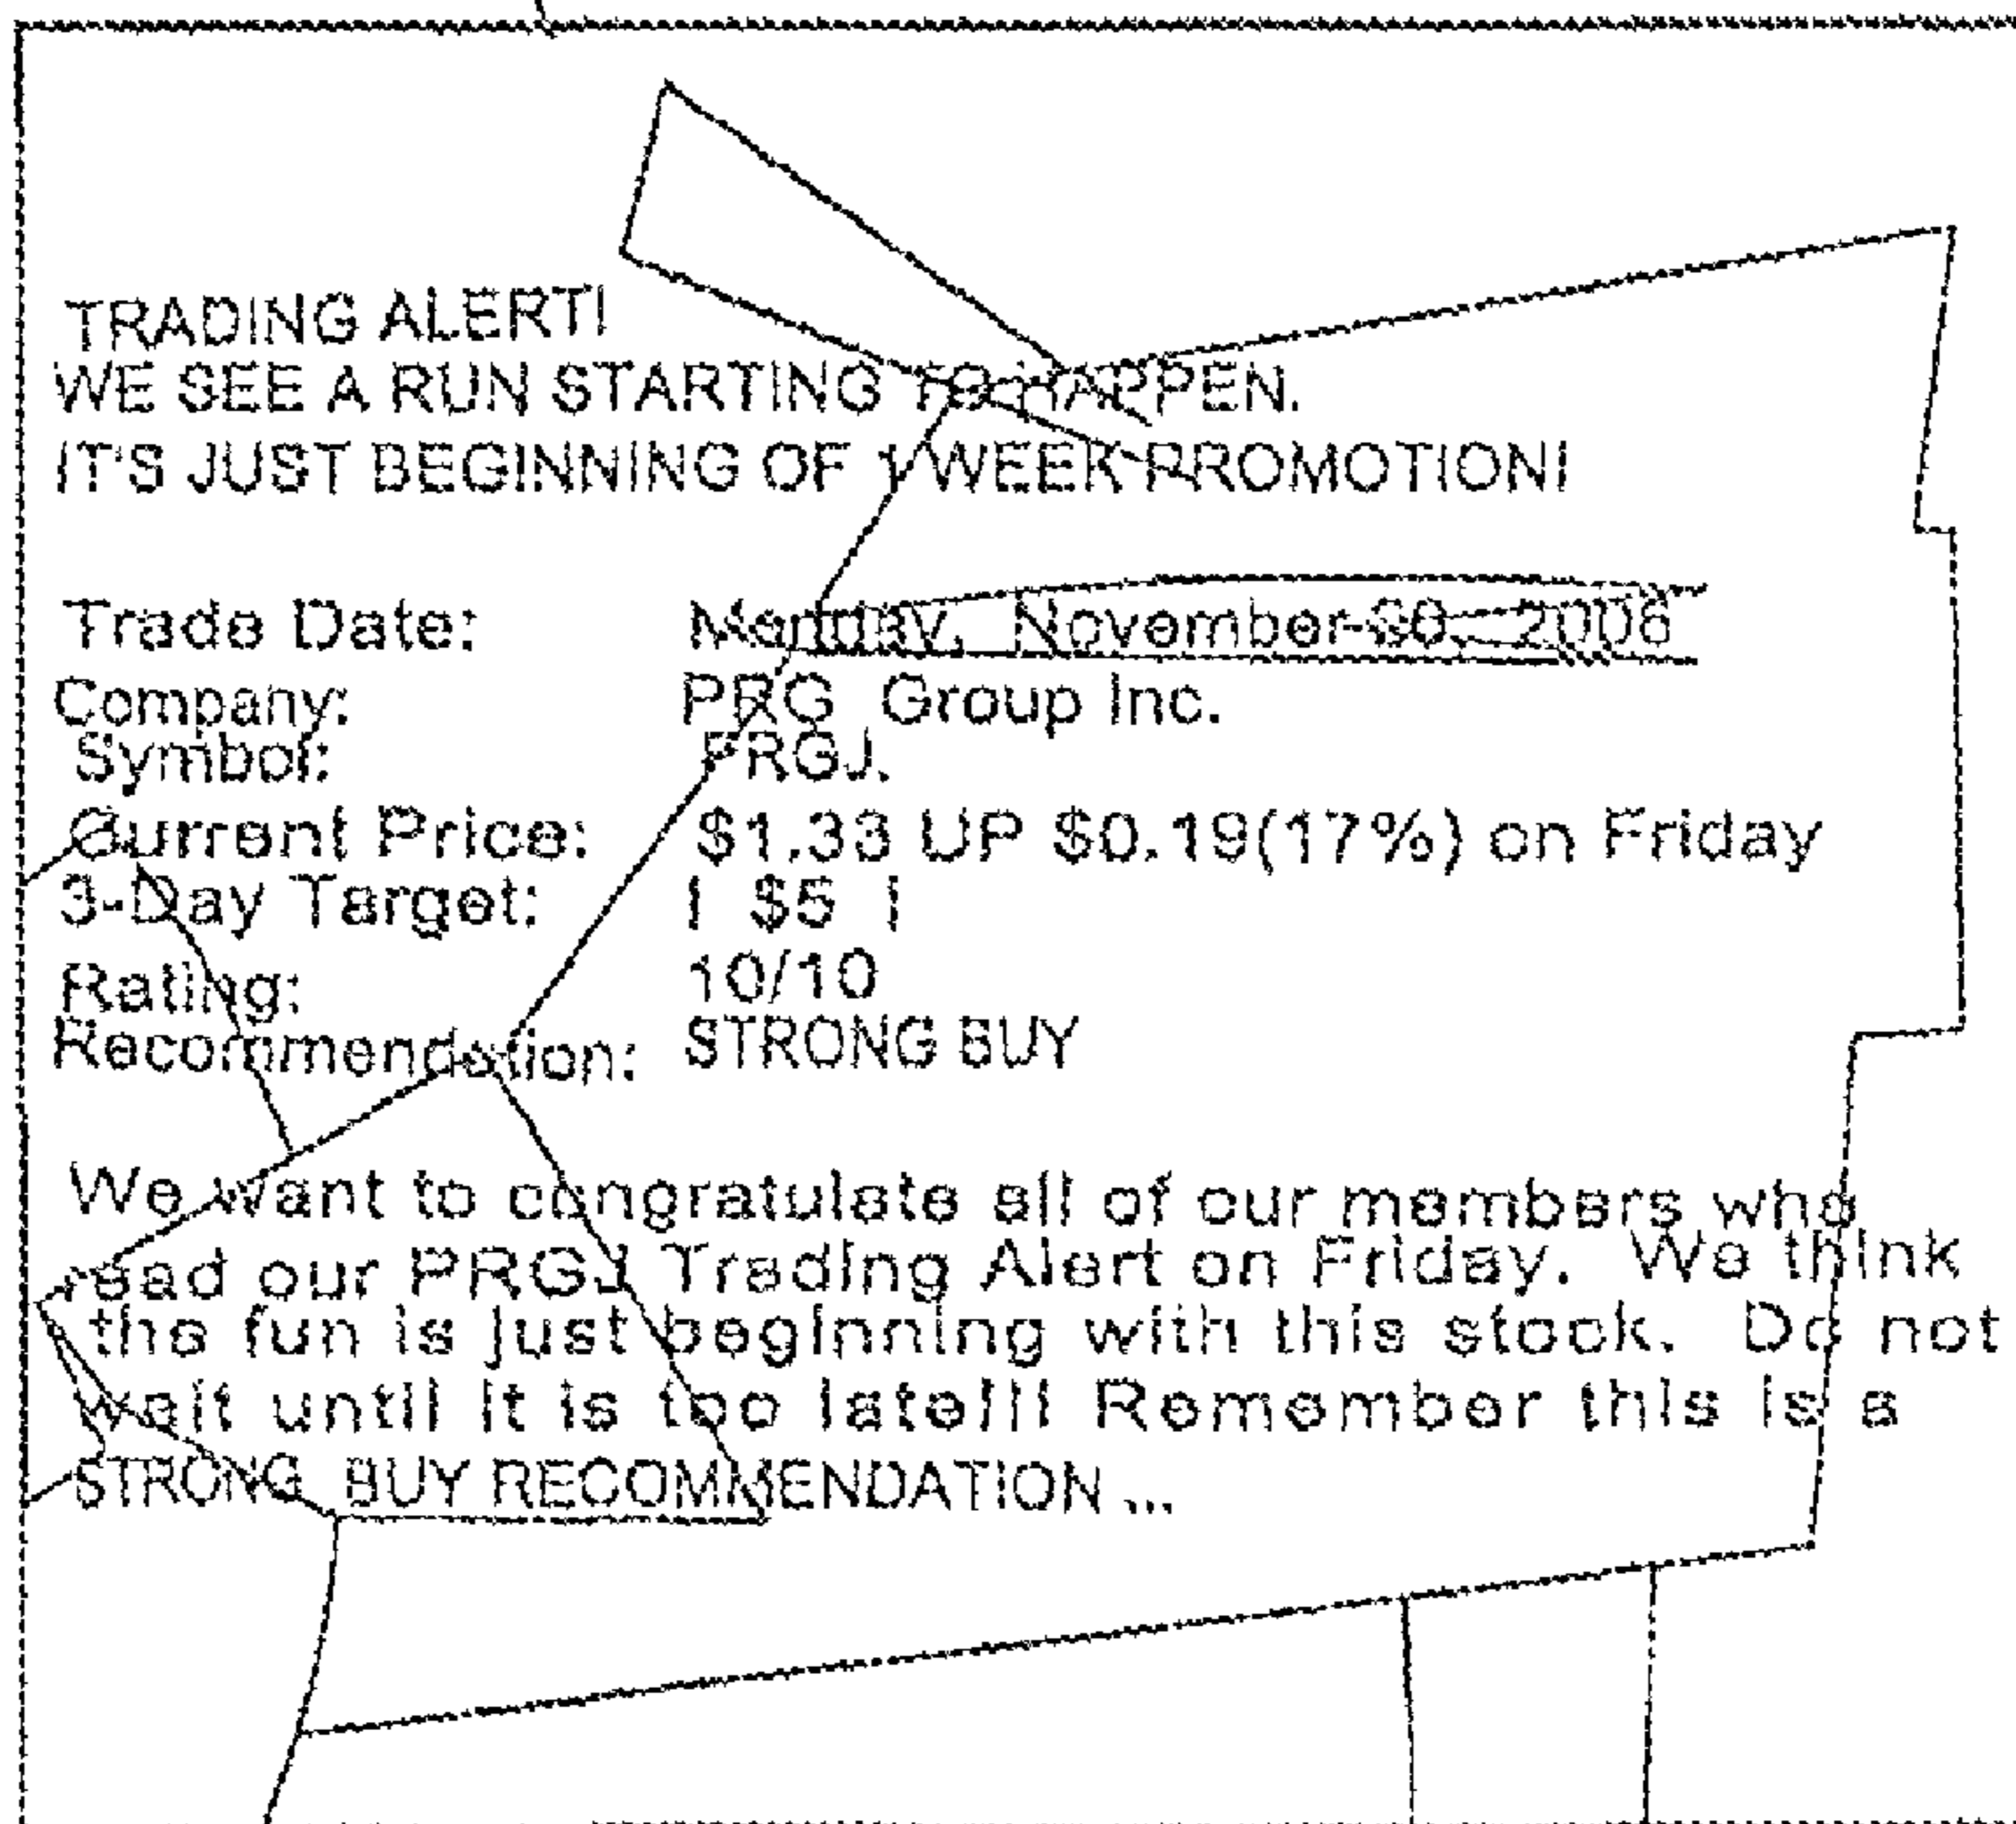 TRADING ALERT!
WE SEE A RUN STARTING TO HAPPEN.
IT'S JUST BEGINNING OF 1 WEEK PROMOTION!
Trade Date: Monday, November 2006
Company: PRG Group Inc.
Symbol: PRGJ.
Current Price: $1.33 UP $0.19(17%) on Friday
3-Day Target: ! $5 !
Rating: 10/10
Recommendation: STRONG BUY
We want to congratulate all of our members who
read our PRGJ Trading Alert on Friday. We think
the fun is just beginning with this stock. Do not
wait until it is too late!!! Remember this is a
STRONG BUY RECOMMENDATION ...